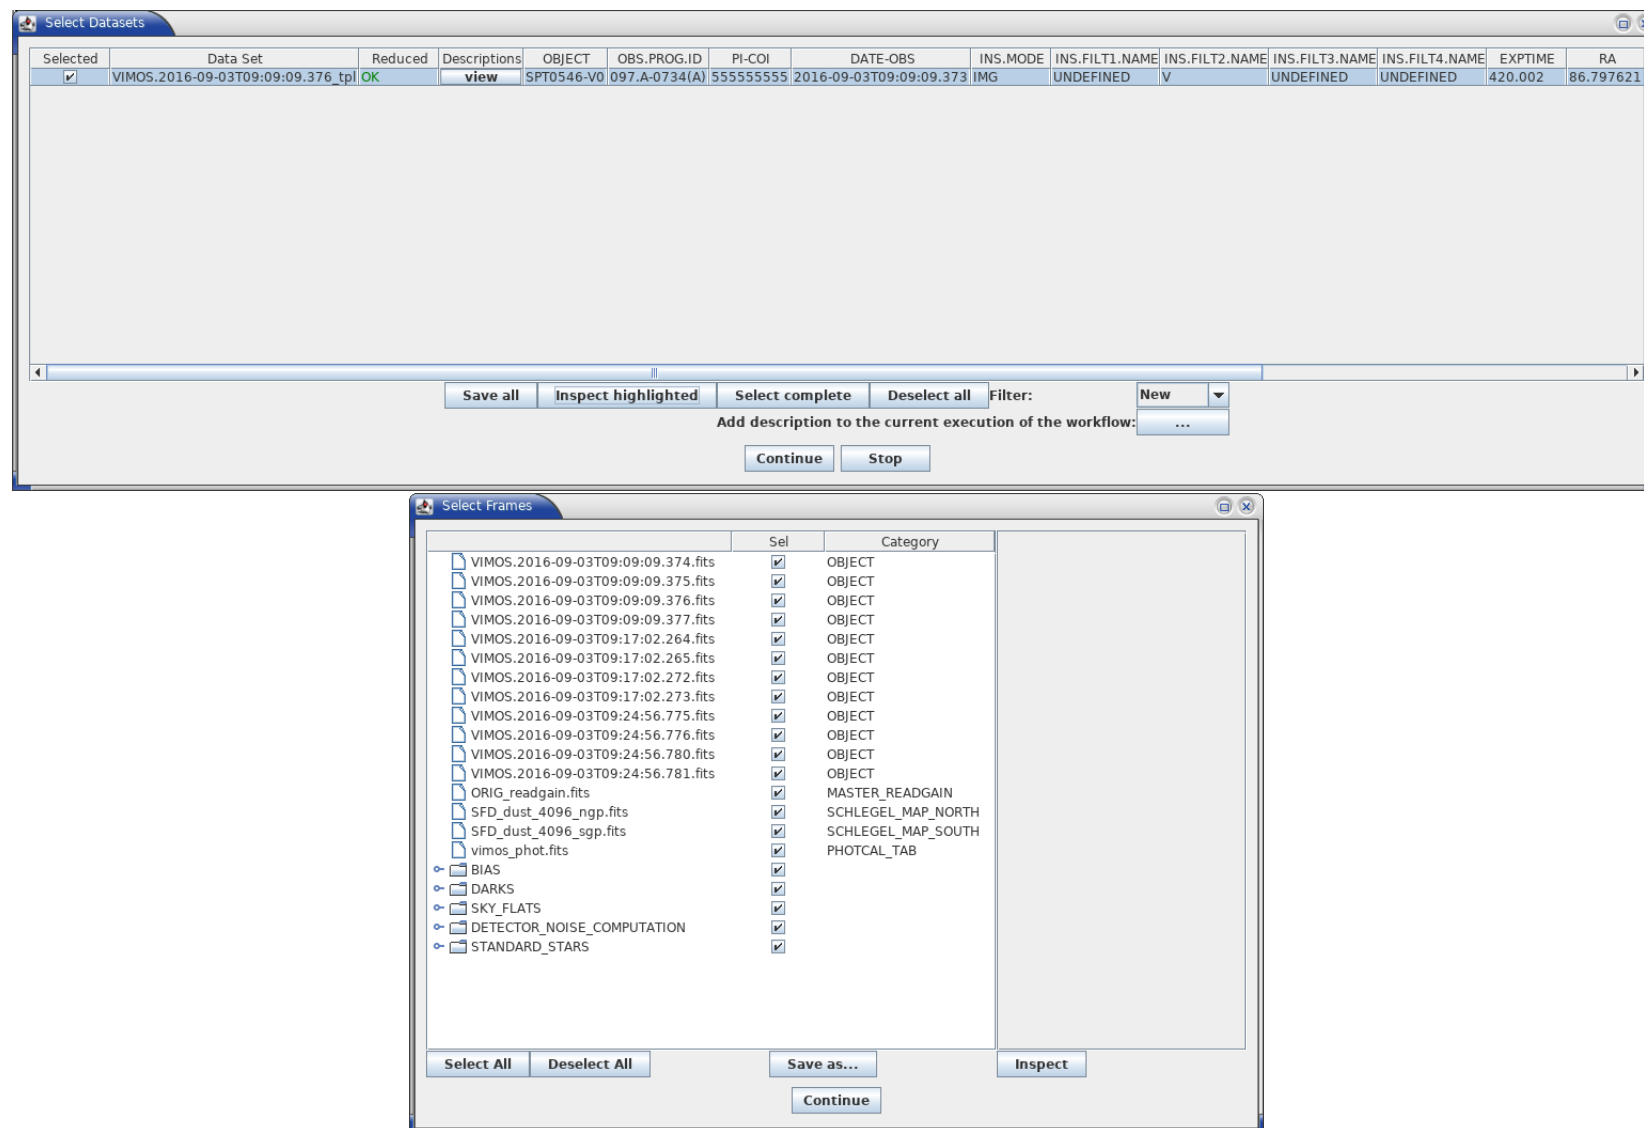 Select Datasets
Selected Data Set Reduced Descriptions OBJECT OBS.PROG.ID PI-COI DATE-OBS INS.MODE INS.FILT1.NAME INS.FILT2.NAME INS.FILT3.NAME INS.FILT4.NAME EXPTIME RA
VIMOS.2016-09-03T09:09:09.376_tpl OK view SPT0546-V0 097.A-0734(A) 555555555 2016-09-03T09:09:09.373 IMG UNDEFINED V UNDEFINED UNDEFINED 420.002 86.797621
Save all Inspect highlighted Select complete Deselect all Filter: New
Add description to the current execution of the workflow: ...
Continue Stop
Select Frames
Sel Category
VIMOS.2016-09-03T09:09:09.374.fits OBJECT
VIMOS.2016-09-03T09:09:09.375.fits OBJECT
VIMOS.2016-09-03T09:09:09.376.fits OBJECT
VIMOS.2016-09-03T09:09:09.377.fits OBJECT
VIMOS.2016-09-03T09:17:02.264.fits OBJECT
VIMOS.2016-09-03T09:17:02.265.fits OBJECT
VIMOS.2016-09-03T09:17:02.272.fits OBJECT
VIMOS.2016-09-03T09:17:02.273.fits OBJECT
VIMOS.2016-09-03T09:24:56.775.fits OBJECT
VIMOS.2016-09-03T09:24:56.776.fits OBJECT
VIMOS.2016-09-03T09:24:56.780.fits OBJECT
VIMOS.2016-09-03T09:24:56.781.fits OBJECT
ORIG_readgain.fits MASTER_READGAIN
SFD_dust_4096_ngp.fits SCHLEGEL_MAP_NORTH
SFD_dust_4096_sgp.fits SCHLEGEL_MAP_SOUTH
vimos_phot.fits PHOTCAL_TAB
BIAS
DARKS
SKY_FLATS
DETECTOR_NOISE_COMPUTATION
STANDARD_STARS
Select All Deselect All Save as... Inspect
Continue